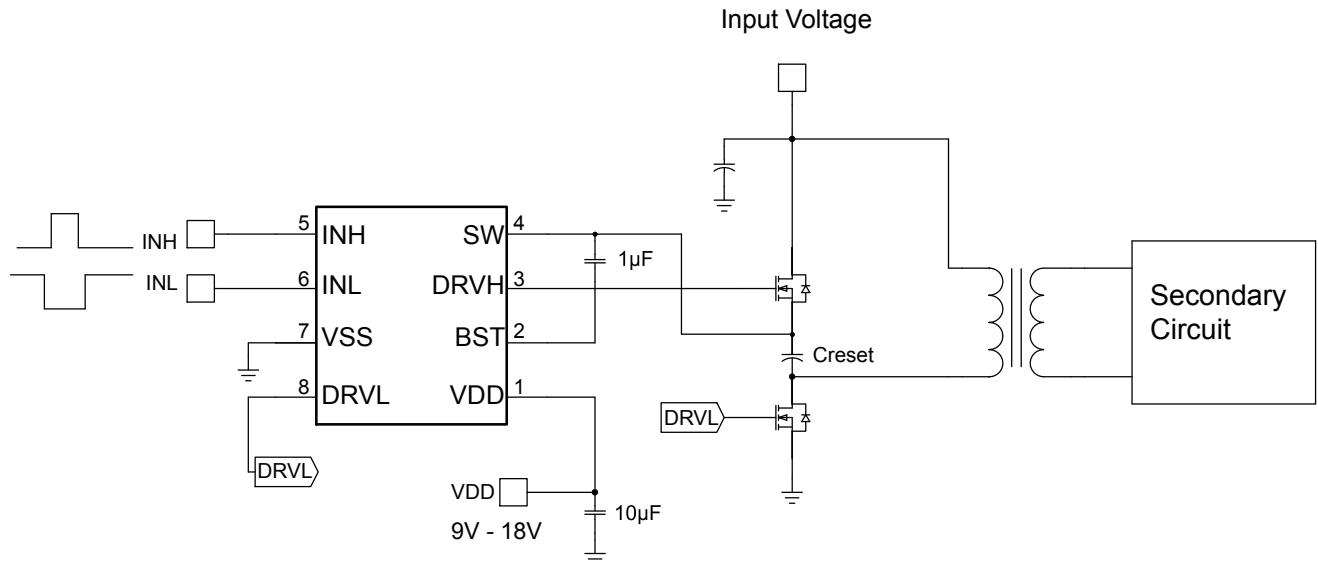 Input Voltage
INH
5
INH
SW
4
1µF
INL
6
INL
DRVH
3
7
VSS
BST
2
Creset
8
DRVL
VDD
1
DRVL
DRVL
VDD
10µF
9V - 18V
Secondary
Circuit